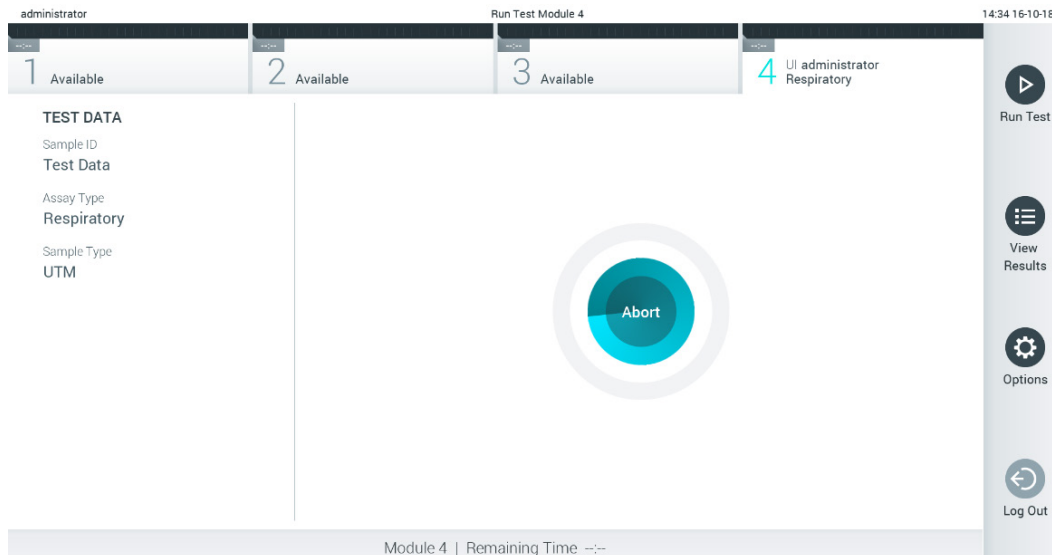 administrator
Run Test Module 4
14:34 16-10-18
--:--
--:--
--:--
--:--
1 Available
2 Available
3 Available
4 UI administrator
Respiratory
TEST DATA
Sample ID
Test Data
Assay Type
Respiratory
Sample Type
UTM
Abort
Run Test
View
Results
Options
Log Out
Module 4 | Remaining Time --:--